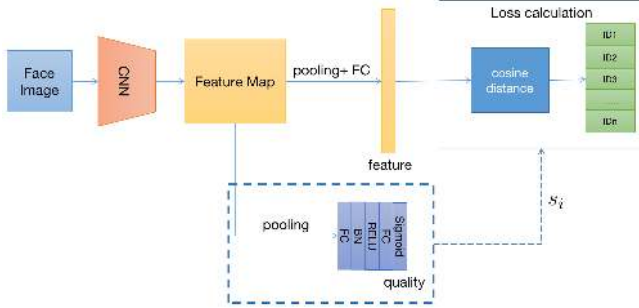 Loss calculation
Face
Image
CNN
Feature Map
pooling+ FC
feature
cosine
distance
ID1
ID2
ID3
......
IDn
pooling
FC
BN
RELU
FC
Sigmoid
quality
s_i